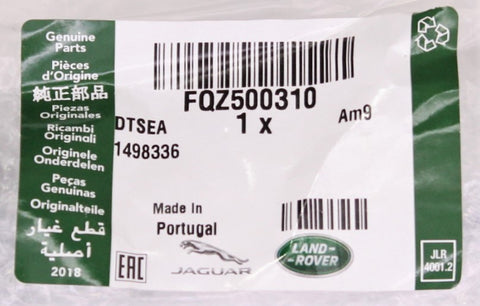 Genuine
Parts
Pièces
d'Origine
純正部品
Piezas
Originales
Ricambi
Originali
Originele
Onderdelen
Peças
Genuinas
Originalteile
قطع غيار
أصلية
2018
FQZ500310
DTSEA
1 x
Am9
1498336
Made In
Portugal
EAC
JAGUAR
LAND-
ROVER
JLR
4001.2